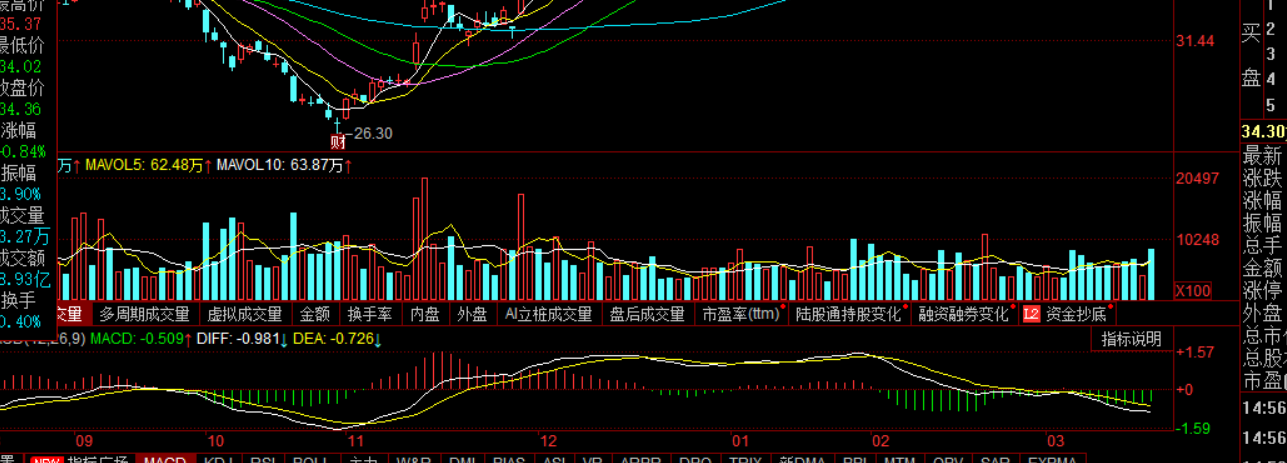 最高价
35.37
最低价
34.02
收盘价
34.36
涨幅
-0.84%
振幅
3.90%
成交量
3.27万
成交额
8.93亿
换手
0.40%
31.44
财
26.30
万↑ MAVOL5: 62.48万↑ MAVOL10: 63.87万↑
20497
10248
X100
交量 多周期成交量 虚拟成交量 金额 换手率 内盘 外盘 AI立桩成交量 盘后成交量 市盈率(ttm) 陆股通持股变化 融资融券变化 L2 资金抄底
26,9) MACD: -0.509↑ DIFF: -0.981↓ DEA: -0.726↓
指标说明
+1.57
+0
-1.59
09 10 11 12 01 02 03
NEW 指标广场 MACD KDJ RSI BOLL 主力 W&R DMI BIAS ASI VR ARBR DPO TRIX 新DMA BBI MTM OBV SAR EXPMA
买盘
1
2
3
4
5
34.30
最新
涨跌
涨幅
振幅
总手
金额
涨停
外盘
总市
总股
市盈
14:56
14:56